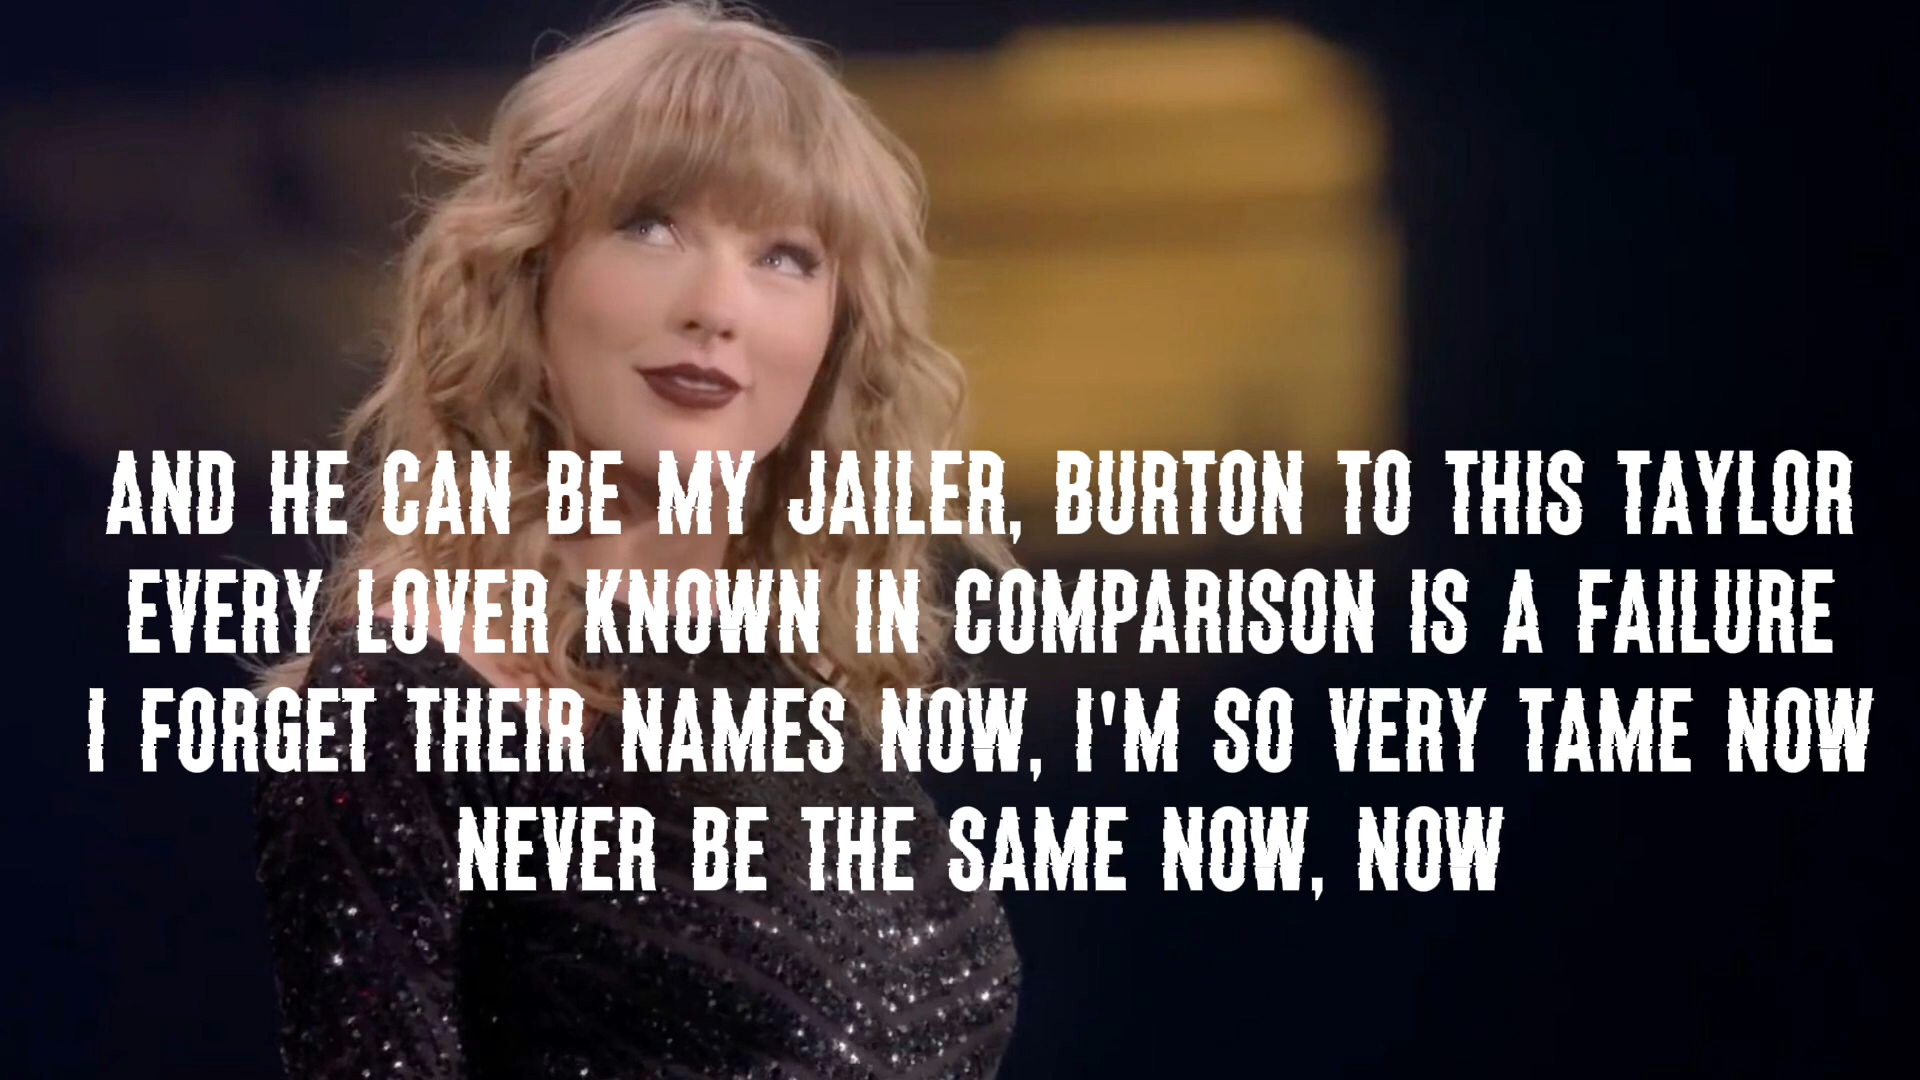 AND HE CAN BE MY JAILER, BURTON TO THIS TAYLOR
EVERY LOVER KNOWN IN COMPARISON IS A FAILURE
I FORGET THEIR NAMES NOW, I'M SO VERY TAME NOW
NEVER BE THE SAME NOW, NOW